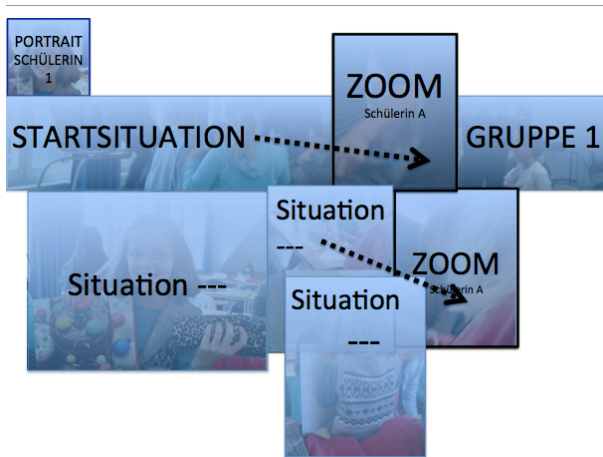 PORTRAIT
SCHÜLERIN
1
ZOOM
Schülerin A
STARTSITUATION
GRUPPE 1
Situation
---
Situation ---
ZOOM
Schülerin A
Situation
---